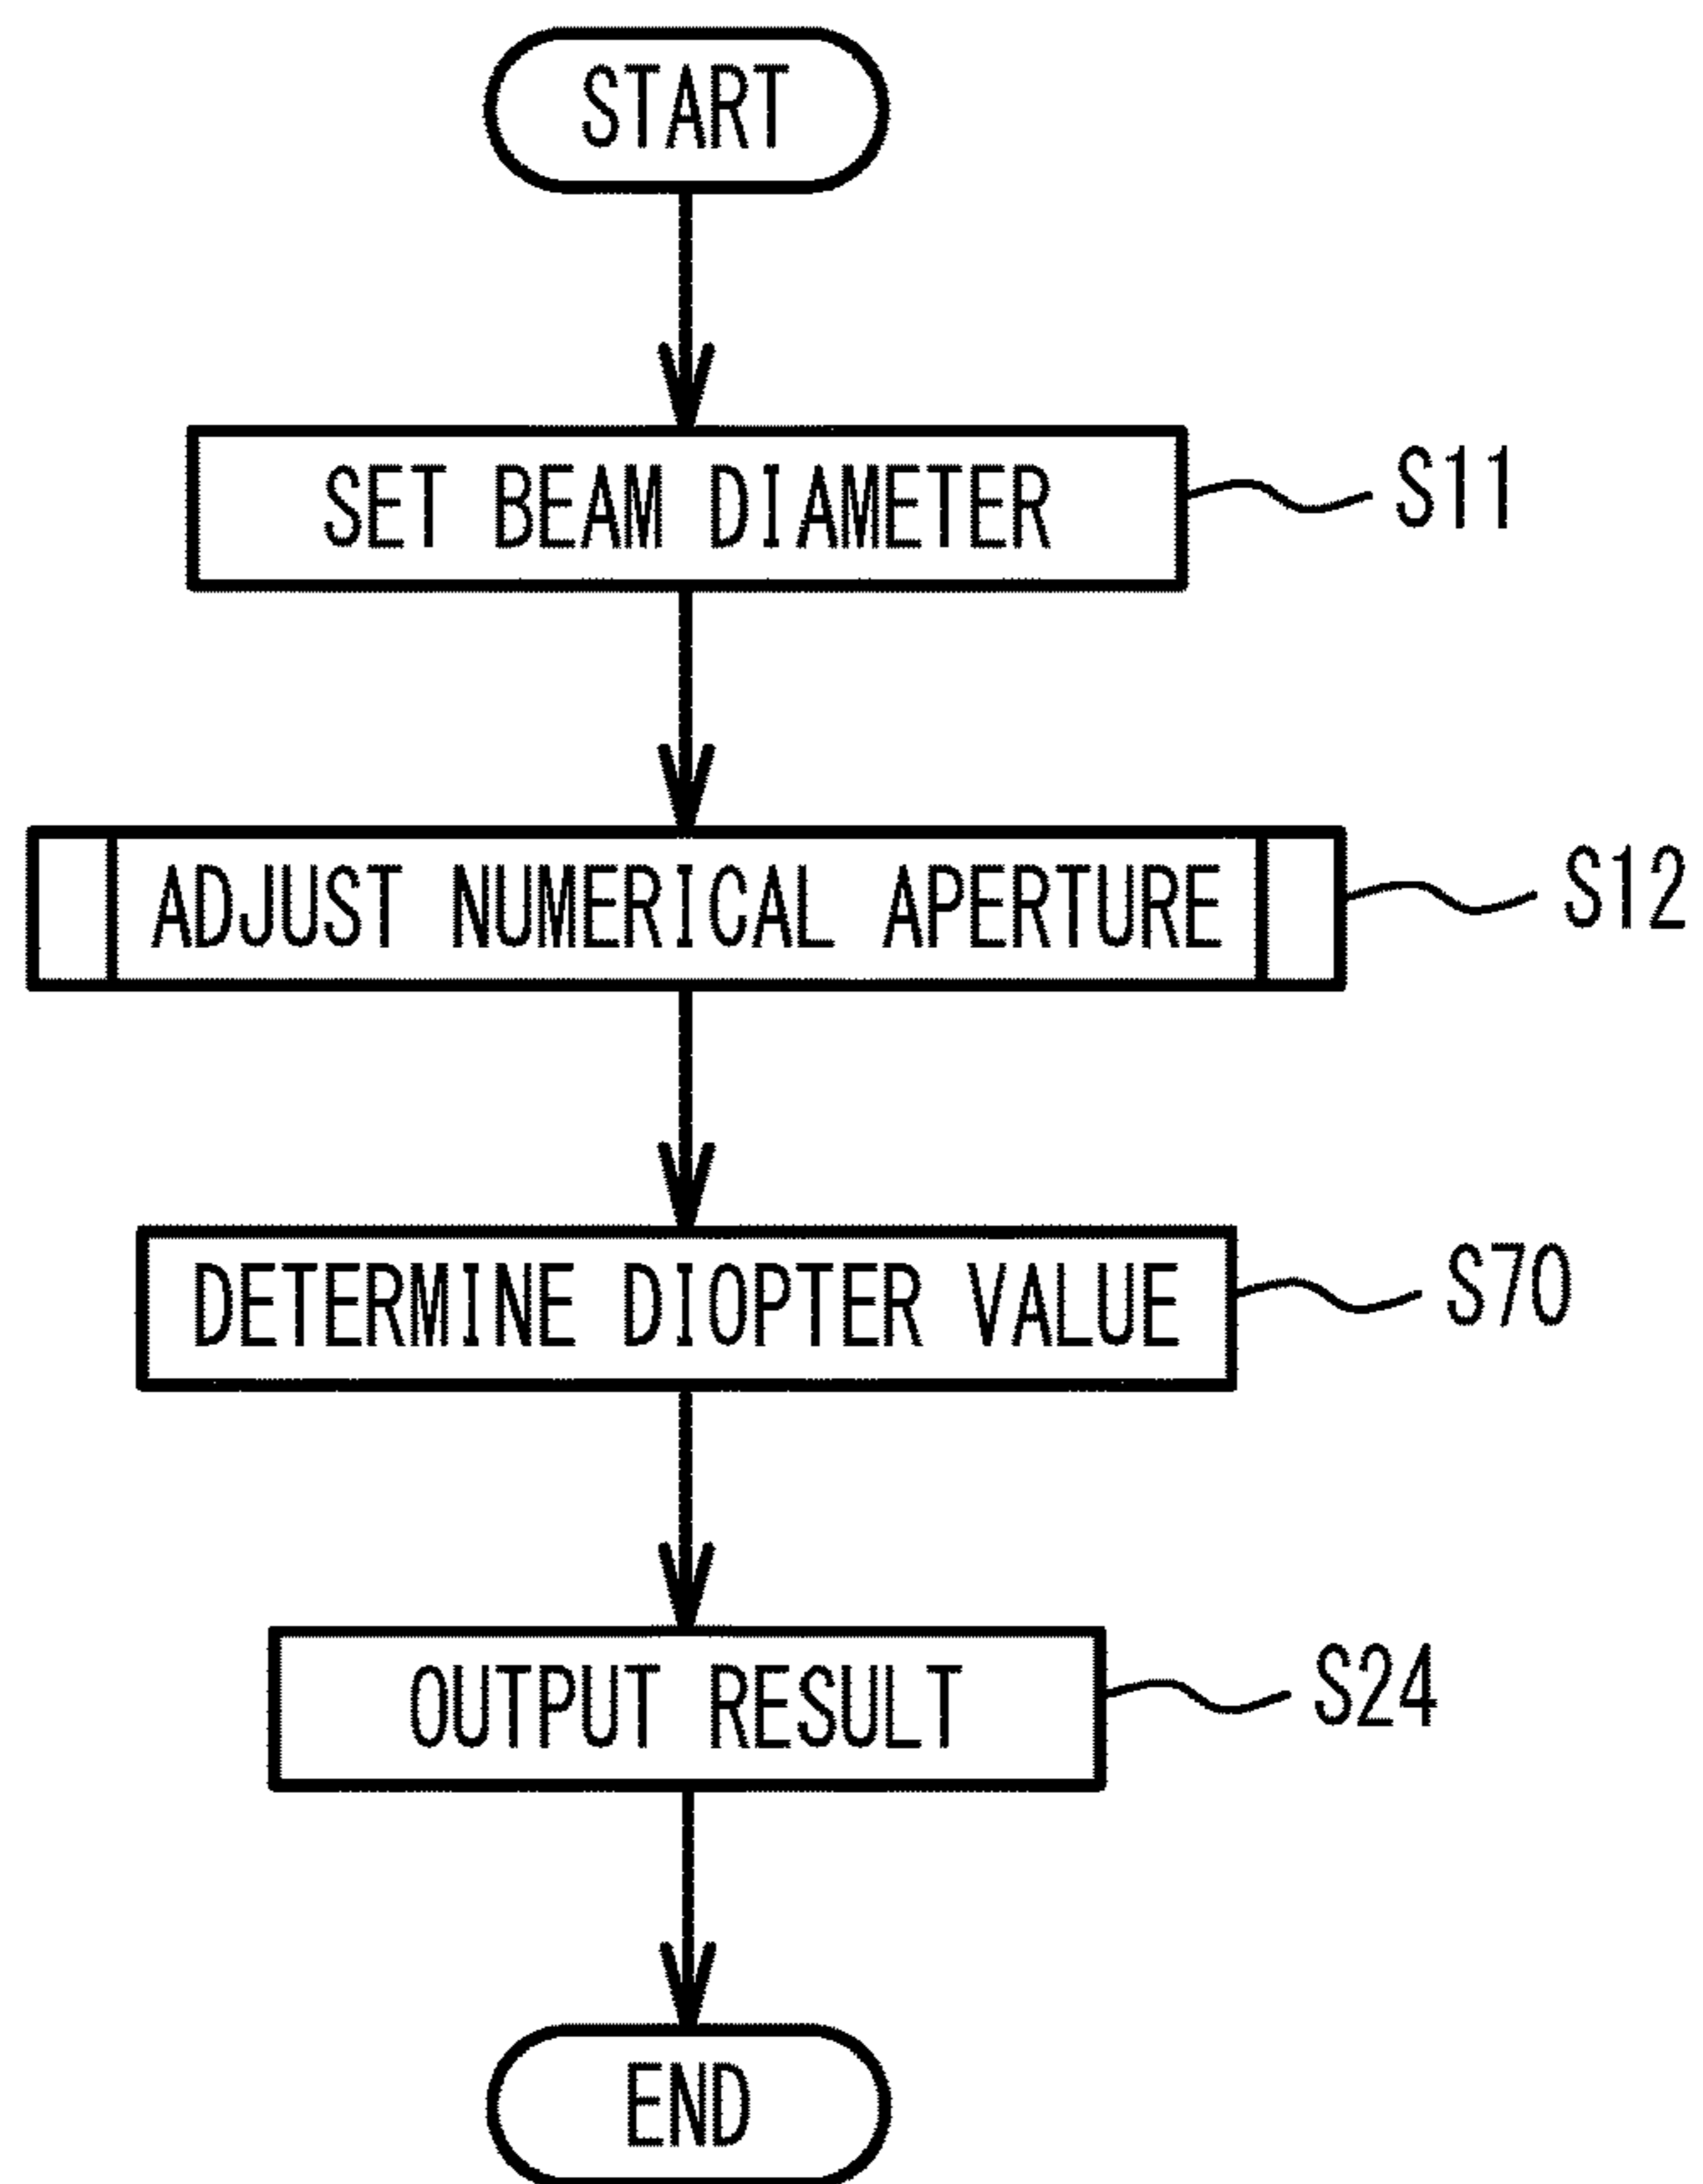 START
SET BEAM DIAMETER
S11
ADJUST NUMERICAL APERTURE
S12
DETERMINE DIOPTER VALUE
S70
OUTPUT RESULT
S24
END